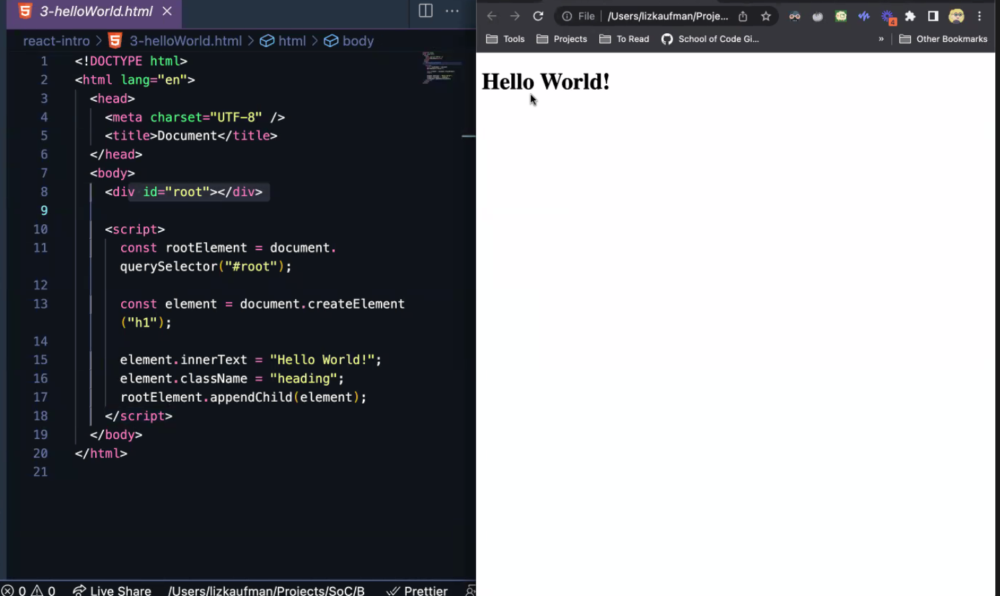 3-helloWorld.html
react-intro > 3-helloWorld.html > html > body
1 <!DOCTYPE html>
2 <html lang="en">
3 <head>
4 <meta charset="UTF-8" />
5 <title>Document</title>
6 </head>
7 <body>
8 <div id="root"></div>
9
10 <script>
11 const rootElement = document.
querySelector("#root");
12
13 const element = document.createElement
("h1");
14
15 element.innerText = "Hello World!";
16 element.className = "heading";
17 rootElement.appendChild(element);
18 </script>
19 </body>
20 </html>
21
0 0 Live Share /Users/lizkaufman/Projects/SoC/B Prettier
File /Users/lizkaufman/Proje...
4
Tools Projects To Read School of Code Gi... » Other Bookmarks
Hello World!